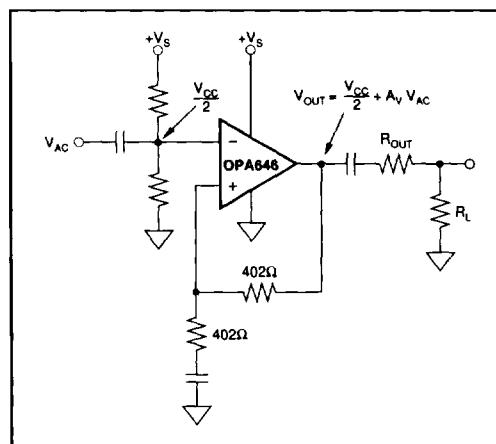 +V_S
+V_S
V_CC/2
V_OUT = V_CC/2 + A_V V_AC
V_AC
−
OPA646
+
R_OUT
R_L
402Ω
402Ω